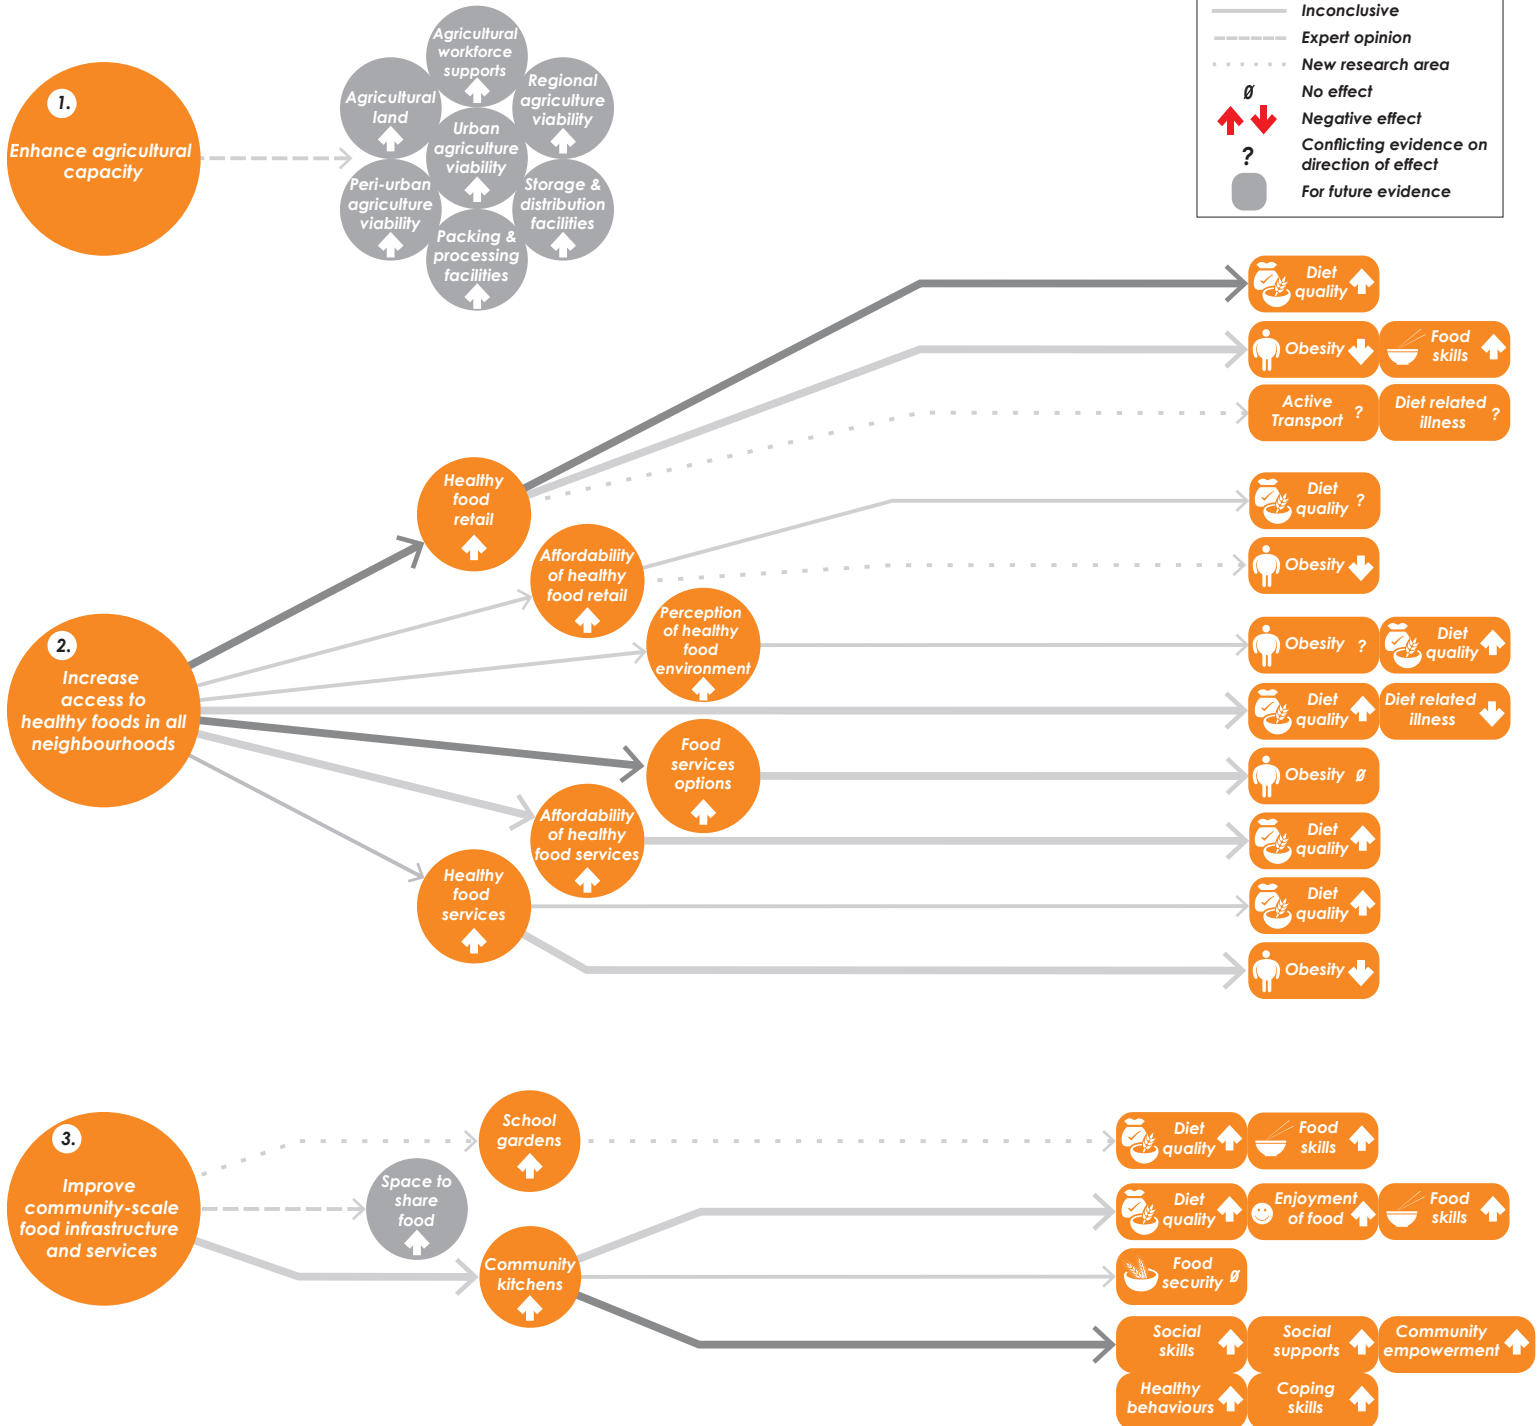 Inconclusive
Expert opinion
New research area
Ø
No effect
Negative effect
?
Conflicting evidence on
direction of effect
For future evidence
1.
Enhance agricultural
capacity
Agricultural
workforce
supports
Agricultural
land
Regional
agriculture
viability
Urban
agriculture
viability
Peri-urban
agriculture
viability
Storage &
distribution
facilities
Packing &
processing
facilities
2.
Increase
access to
healthy foods in all
neighbourhoods
Healthy
food
retail
Affordability
of healthy
food retail
Perception
of healthy
food
environment
Food
services
options
Affordability
of healthy
food services
Healthy
food
services
Diet
quality
Obesity
Food
skills
Active
Transport ?
Diet related
illness ?
Diet
quality ?
Obesity
Obesity ?
Diet
quality
Diet
quality
Diet related
illness
Obesity Ø
Diet
quality
Diet
quality
Obesity
3.
Improve
community-scale
food infrastructure
and services
School
gardens
Space to
share
food
Community
kitchens
Diet
quality
Food
skills
Diet
quality
Enjoyment
of food
Food
skills
Food
security Ø
Social
skills
Social
supports
Community
empowerment
Healthy
behaviours
Coping
skills